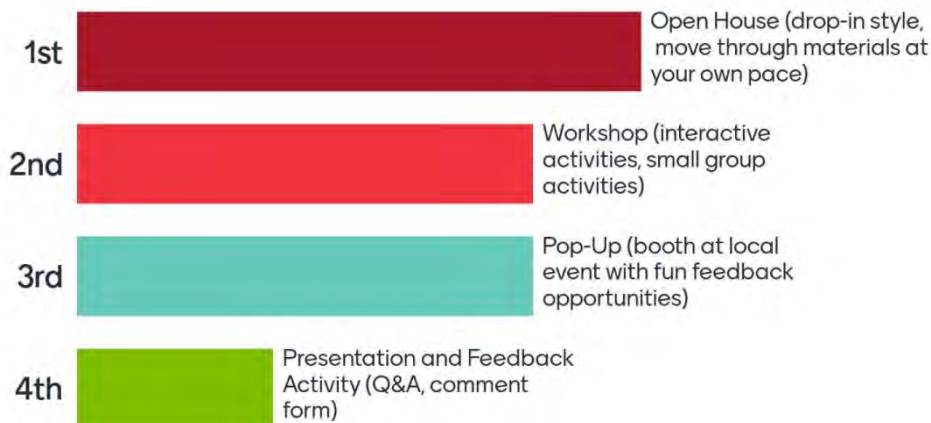 1st
Open House (drop-in style,
move through materials at
your own pace)
2nd
Workshop (interactive
activities, small group
activities)
3rd
Pop-Up (booth at local
event with fun feedback
opportunities)
4th
Presentation and Feedback
Activity (Q&A, comment
form)